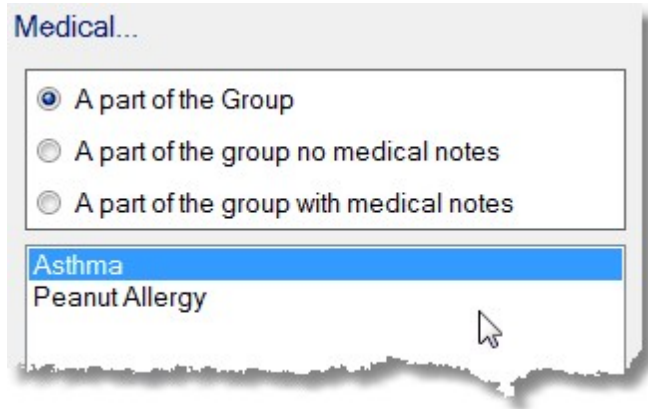 Medical...
A part of the Group
A part of the group no medical notes
A part of the group with medical notes
Asthma
Peanut Allergy